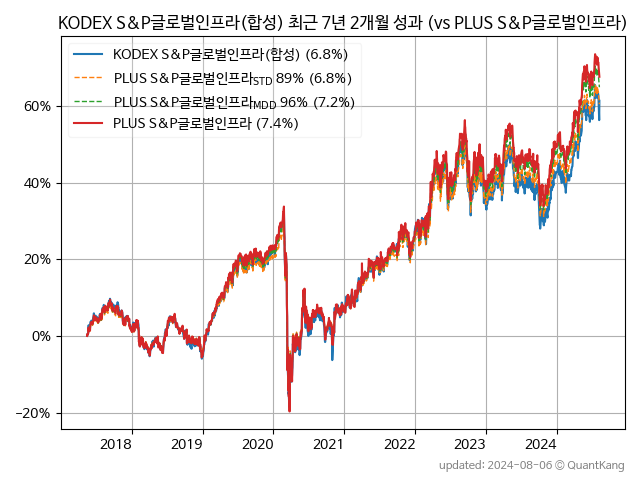 KODEX S&P글로벌인프라(합성) 최근 7년 2개월 성과 (vs PLUS S&P글로벌인프라)
KODEX S&P글로벌인프라(합성) (6.8%)
PLUS S&P글로벌인프라STD 89% (6.8%)
PLUS S&P글로벌인프라MDD 96% (7.2%)
PLUS S&P글로벌인프라 (7.4%)
60%
40%
20%
0%
−20%
2018 2019 2020 2021 2022 2023 2024
updated: 2024-08-06 © QuantKang